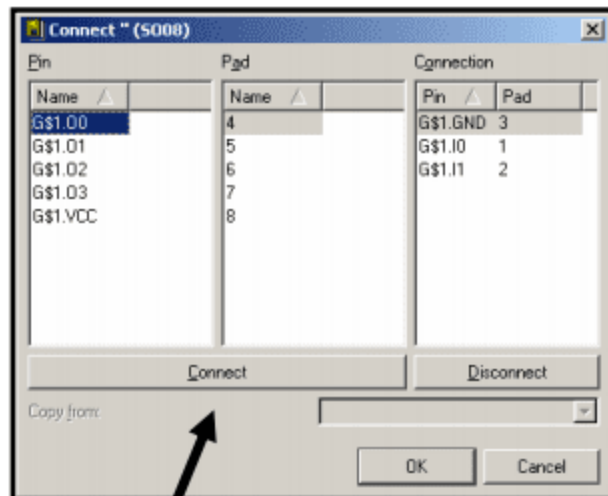 Connect '' (SO08)
Pin Pad Connection
Name Name Pin Pad
G$1.O0 4 G$1.GND 3
G$1.O1 5 G$1.I0 1
G$1.O2 6 G$1.I1 2
G$1.O3 7
G$1.VCC 8
Connect Disconnect
Copy from:
OK Cancel